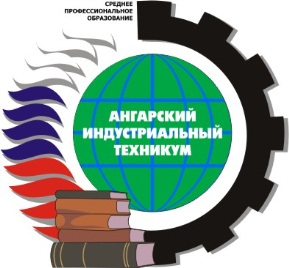 СРЕДНЕЕ
ПРОФЕССИОНАЛЬНОЕ
ОБРАЗОВАНИЕ
АНГАРСКИЙ
ИНДУСТРИАЛЬНЫЙ
ТЕХНИКУМ